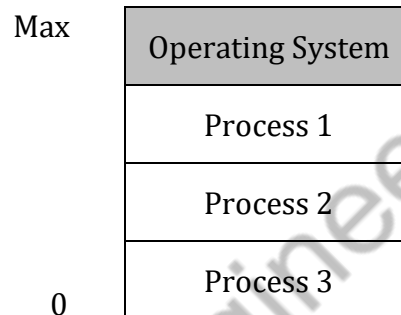 Max
Operating System
Process 1
Process 2
Process 3
0